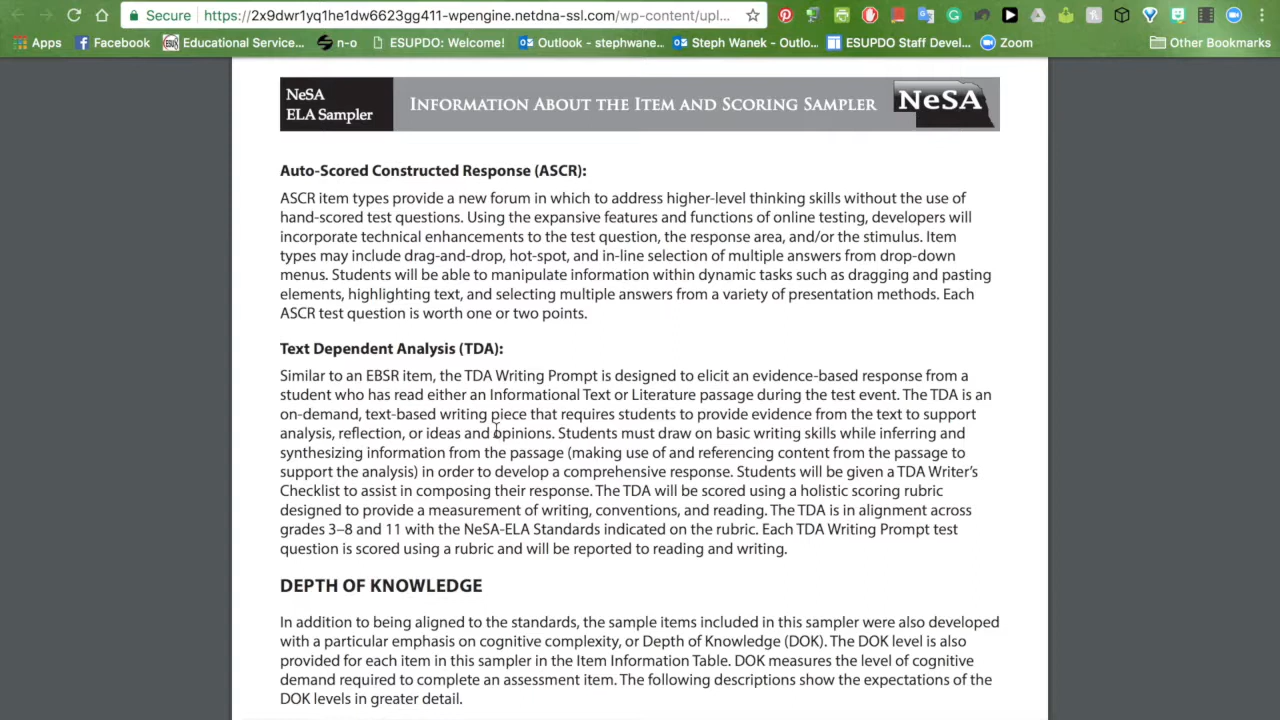 Secure https://2x9dwr1yq1he1dw6623gg411-wpengine.netdna-ssl.com/wp-content/upl...
Apps Facebook Educational Service... n-o ESUPDO: Welcome! Outlook - stephwane... Steph Wanek - Outlo... ESUPDO Staff Devel... Zoom Other Bookmarks
NeSA
ELA Sampler
INFORMATION ABOUT THE ITEM AND SCORING SAMPLER
NeSA
Auto-Scored Constructed Response (ASCR):
ASCR item types provide a new forum in which to address higher-level thinking skills without the use of
hand-scored test questions. Using the expansive features and functions of online testing, developers will
incorporate technical enhancements to the test question, the response area, and/or the stimulus. Item
types may include drag-and-drop, hot-spot, and in-line selection of multiple answers from drop-down
menus. Students will be able to manipulate information within dynamic tasks such as dragging and pasting
elements, highlighting text, and selecting multiple answers from a variety of presentation methods. Each
ASCR test question is worth one or two points.
Text Dependent Analysis (TDA):
Similar to an EBSR item, the TDA Writing Prompt is designed to elicit an evidence-based response from a
student who has read either an Informational Text or Literature passage during the test event. The TDA is an
on-demand, text-based writing piece that requires students to provide evidence from the text to support
analysis, reflection, or ideas and opinions. Students must draw on basic writing skills while inferring and
synthesizing information from the passage (making use of and referencing content from the passage to
support the analysis) in order to develop a comprehensive response. Students will be given a TDA Writer's
Checklist to assist in composing their response. The TDA will be scored using a holistic scoring rubric
designed to provide a measurement of writing, conventions, and reading. The TDA is in alignment across
grades 3–8 and 11 with the NeSA-ELA Standards indicated on the rubric. Each TDA Writing Prompt test
question is scored using a rubric and will be reported to reading and writing.
DEPTH OF KNOWLEDGE
In addition to being aligned to the standards, the sample items included in this sampler were also developed
with a particular emphasis on cognitive complexity, or Depth of Knowledge (DOK). The DOK level is also
provided for each item in this sampler in the Item Information Table. DOK measures the level of cognitive
demand required to complete an assessment item. The following descriptions show the expectations of the
DOK levels in greater detail.